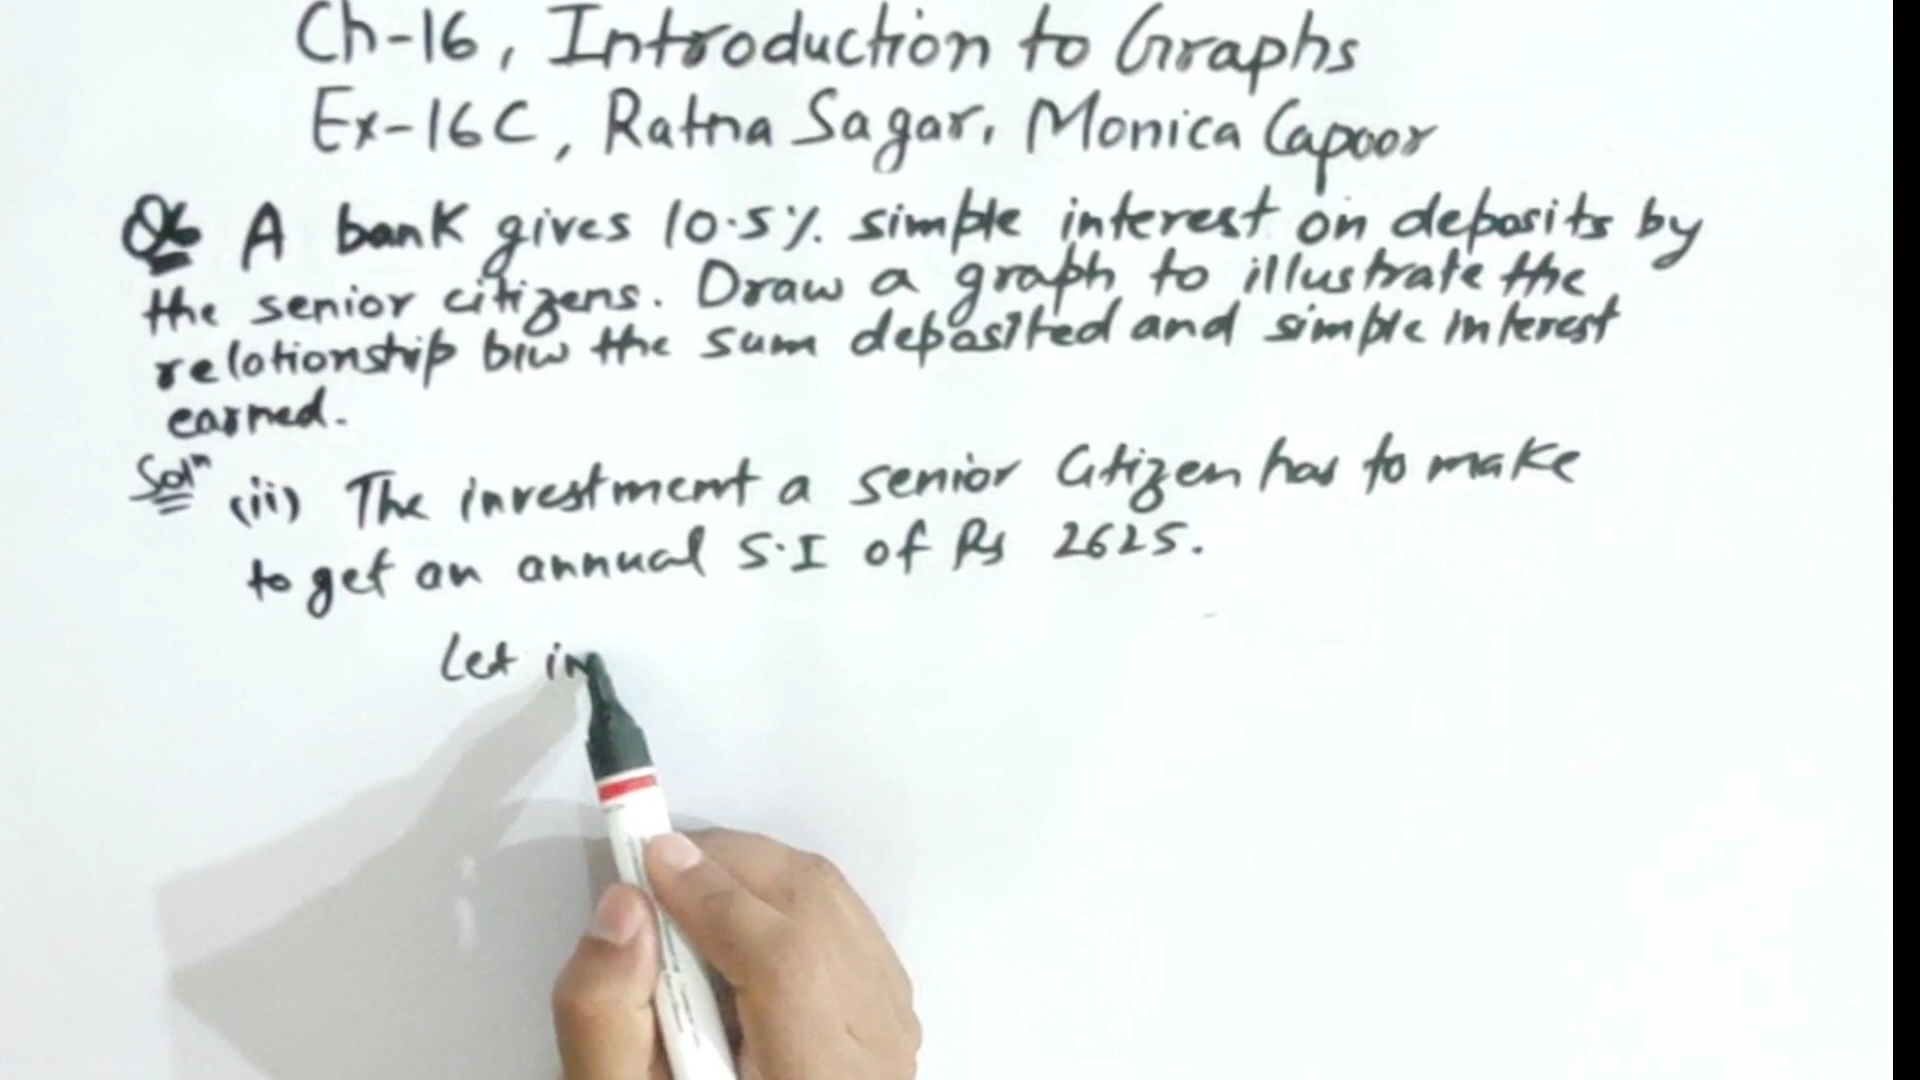 Ch-16, Introduction to Graphs
Ex-16C, Ratna Sagar, Monica Capoor
Q6 A bank gives 10.5% simple interest on deposits by
the senior citizens. Draw a graph to illustrate the
relationship b/w the sum deposited and simple interest
earned.
Solⁿ (ii) The investment a senior Citizen has to make
to get an annual S.I of Rs 2625.
Let in